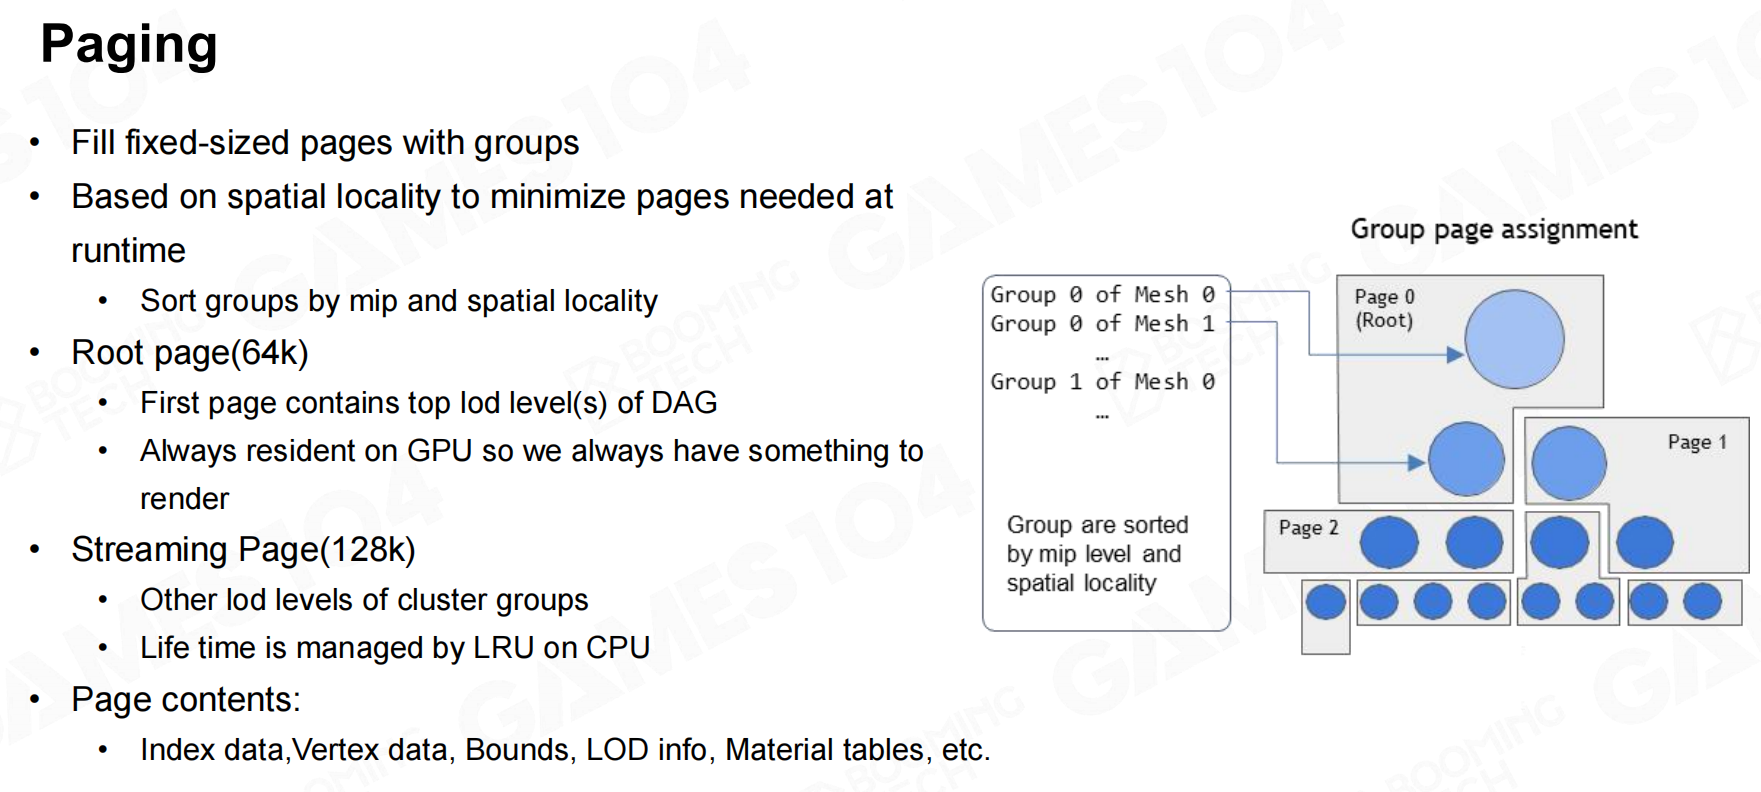 Paging
• Fill fixed-sized pages with groups
• Based on spatial locality to minimize pages needed at
runtime
• Sort groups by mip and spatial locality
• Root page(64k)
• First page contains top lod level(s) of DAG
• Always resident on GPU so we always have something to
render
• Streaming Page(128k)
• Other lod levels of cluster groups
• Life time is managed by LRU on CPU
• Page contents:
• Index data,Vertex data, Bounds, LOD info, Material tables, etc.
Group page assignment
Group 0 of Mesh 0
Group 0 of Mesh 1
…
Group 1 of Mesh 0
…
Group are sorted
by mip level and
spatial locality
Page 0
(Root)
Page 1
Page 2
GAMES104
BOOMING
TECH